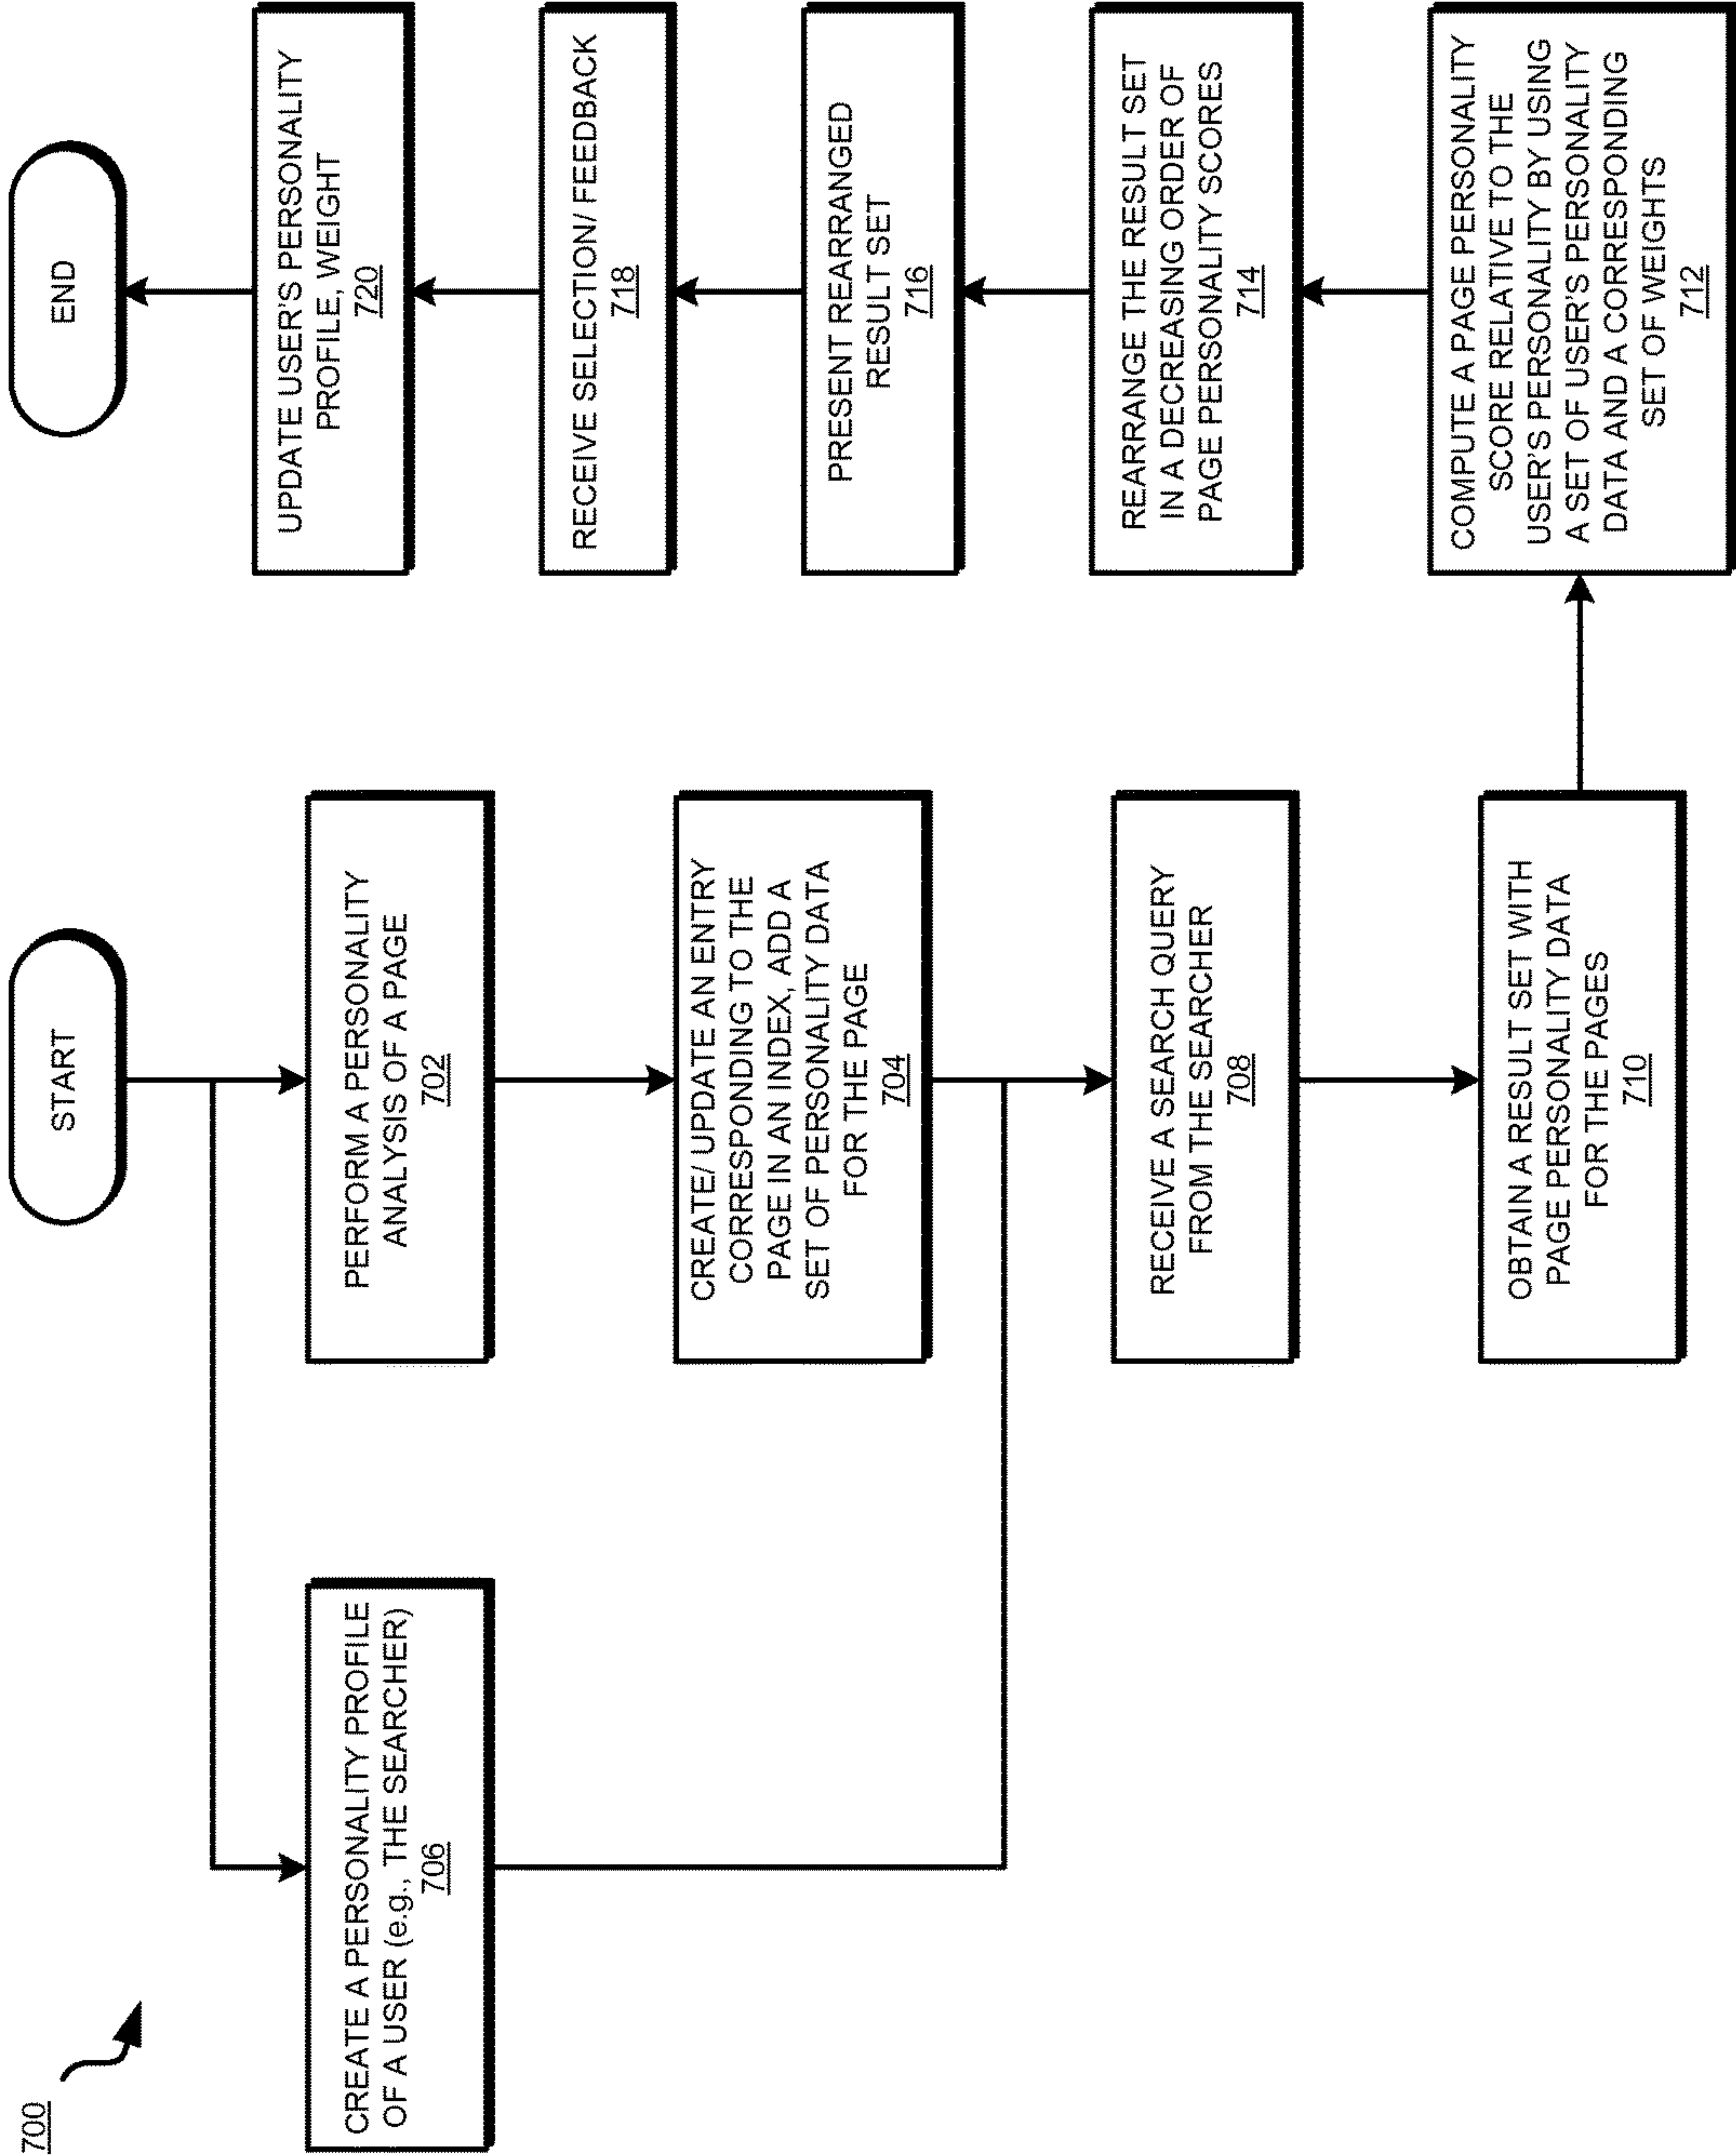 700
START
CREATE A PERSONALITY PROFILE
OF A USER (e.g., THE SEARCHER)
706
PERFORM A PERSONALITY
ANALYSIS OF A PAGE
702
CREATE/ UPDATE AN ENTRY
CORRESPONDING TO THE
PAGE IN AN INDEX, ADD A
SET OF PERSONALITY DATA
FOR THE PAGE
704
RECEIVE A SEARCH QUERY
FROM THE SEARCHER
708
OBTAIN A RESULT SET WITH
PAGE PERSONALITY DATA
FOR THE PAGES
710
COMPUTE A PAGE PERSONALITY
SCORE RELATIVE TO THE
USER'S PERSONALITY BY USING
A SET OF USER'S PERSONALITY
DATA AND A CORRESPONDING
SET OF WEIGHTS
712
REARRANGE THE RESULT SET
IN A DECREASING ORDER OF
PAGE PERSONALITY SCORES
714
PRESENT REARRANGED
RESULT SET
716
RECEIVE SELECTION/ FEEDBACK
718
UPDATE USER'S PERSONALITY
PROFILE, WEIGHT
720
END